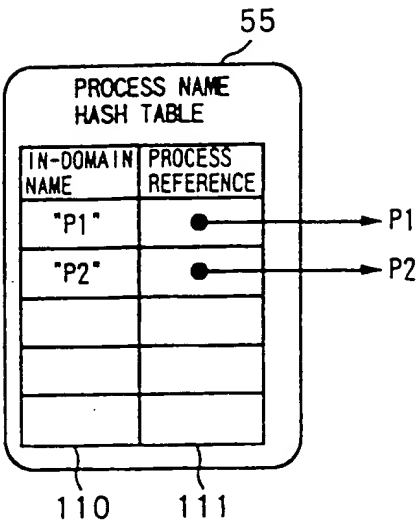 55
PROCESS NAME
HASH TABLE
IN-DOMAIN NAME
PROCESS REFERENCE
"P1"
P1
"P2"
P2
110
111